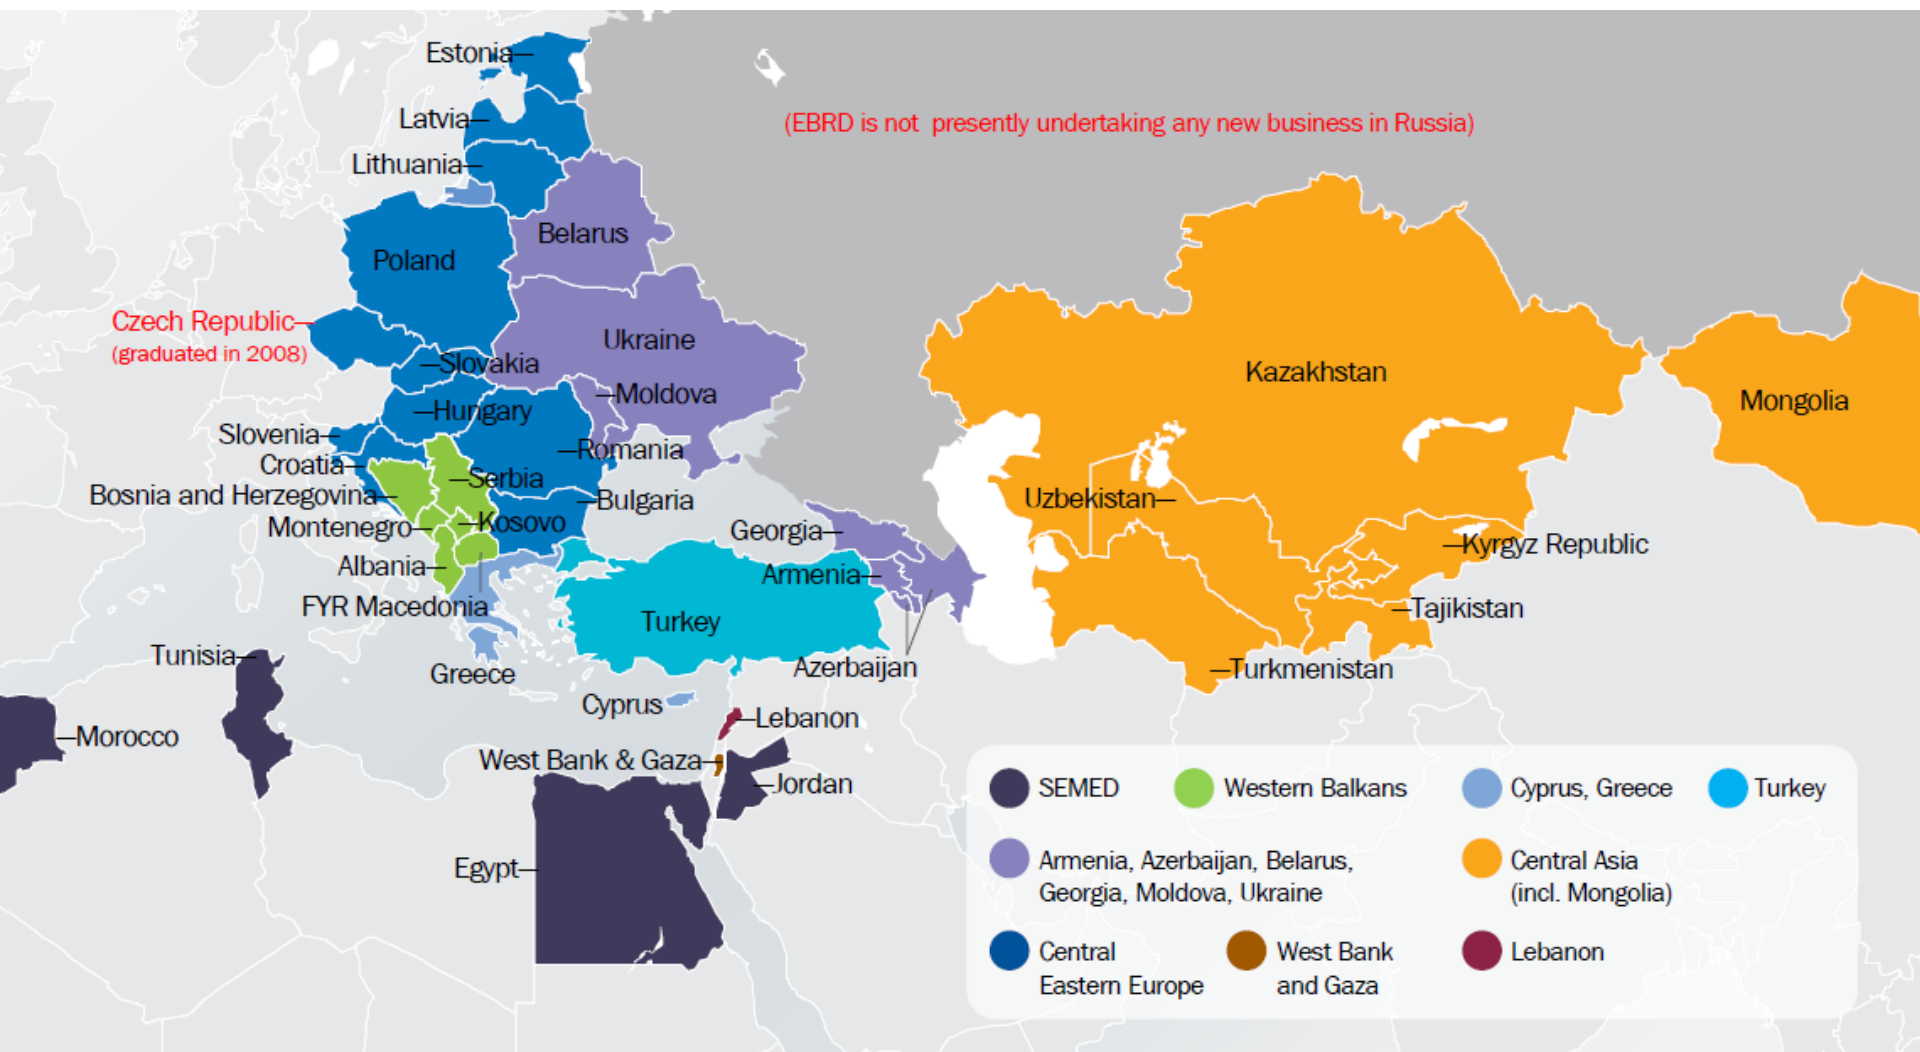 Estonia
Latvia
(EBRD is not presently undertaking any new business in Russia)
Lithuania
Belarus
Poland
Czech Republic
(graduated in 2008)
Ukraine
Slovakia
Kazakhstan
Moldova
Mongolia
Hungary
Slovenia
Romania
Croatia
Serbia
Bosnia and Herzegovina
Uzbekistan
Bulgaria
Montenegro
Kosovo
Georgia
Kyrgyz Republic
Albania
Armenia
FYR Macedonia
Tajikistan
Turkey
Tunisia
Greece
Azerbaijan
Turkmenistan
Cyprus
Lebanon
Morocco
West Bank & Gaza
Jordan
Egypt
SEMED
Western Balkans
Cyprus, Greece
Turkey
Armenia, Azerbaijan, Belarus,
Georgia, Moldova, Ukraine
Central Asia
(incl. Mongolia)
Central
Eastern Europe
West Bank
and Gaza
Lebanon